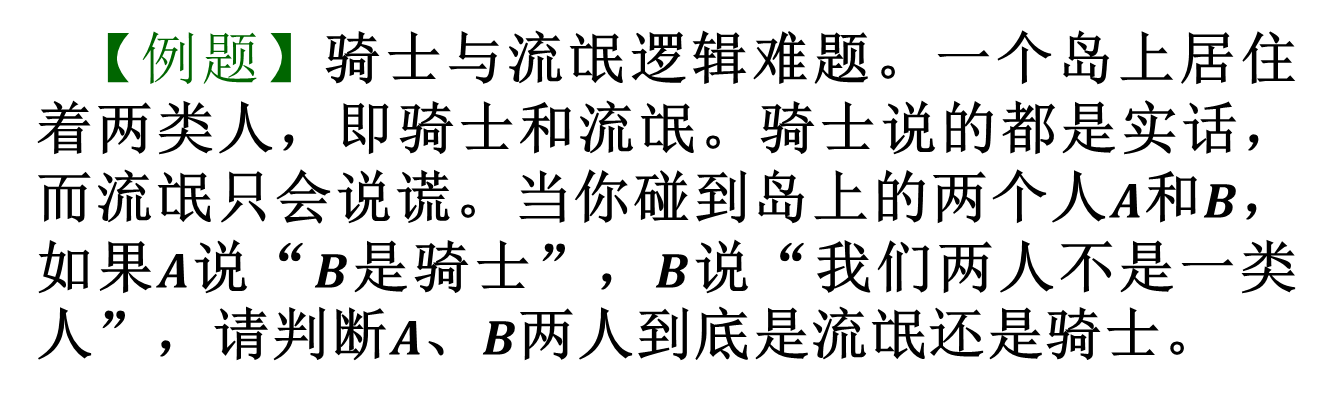 【例题】骑士与流氓逻辑难题。一个岛上居住
着两类人，即骑士和流氓。骑士说的都是实话，
而流氓只会说谎。当你碰到岛上的两个人A和B，
如果A说“B是骑士”，B说“我们两人不是一类
人”，请判断A、B两人到底是流氓还是骑士。